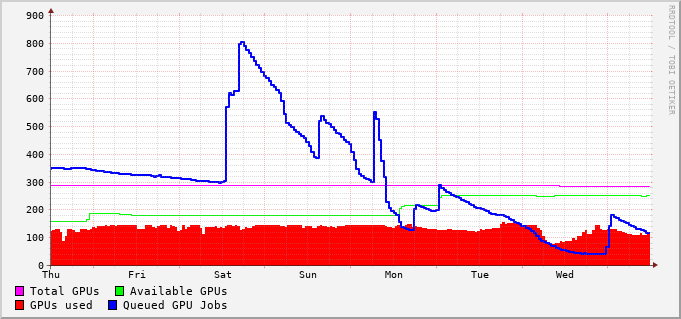 900
800
700
600
500
400
300
200
100
0
Thu Fri Sat Sun Mon Tue Wed
Total GPUs Available GPUs
GPUs used Queued GPU Jobs
RRDTOOL / TOBI OETIKER